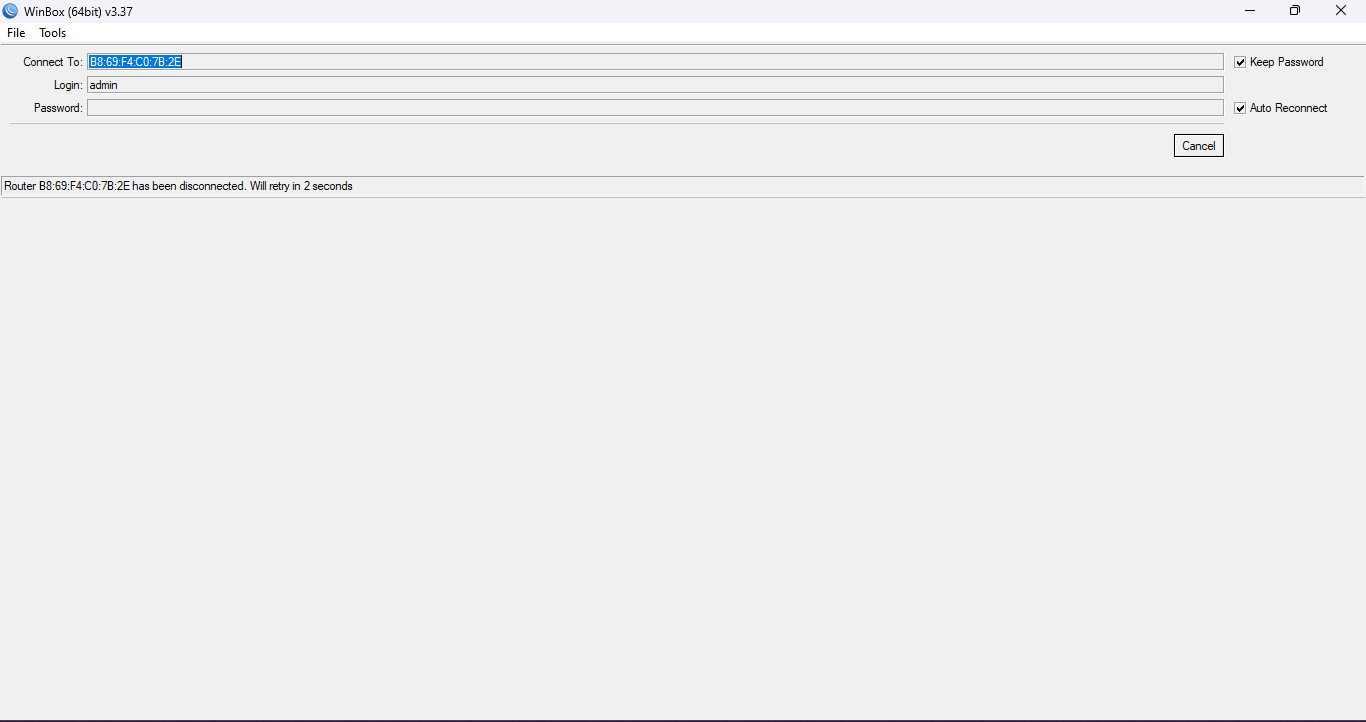 WinBox (64bit) v3.37
File Tools
Connect To: B8:69:F4:C0:7B:2E Keep Password
Login: admin
Password: Auto Reconnect
Cancel
Router B8:69:F4:C0:7B:2E has been disconnected. Will retry in 2 seconds